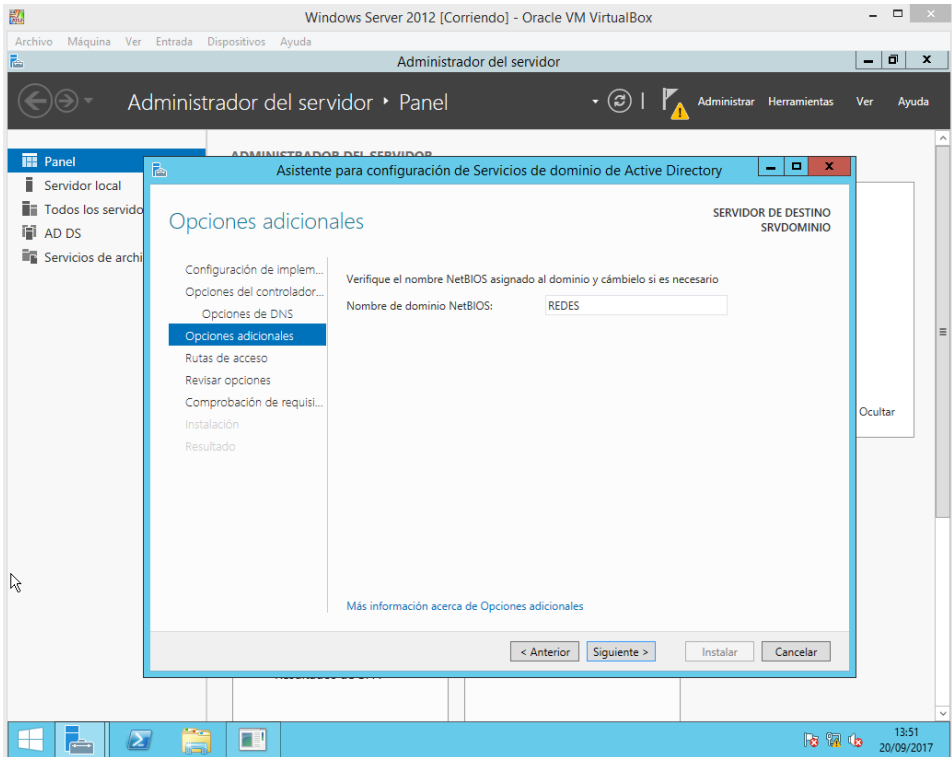 Windows Server 2012 [Corriendo] - Oracle VM VirtualBox
Archivo Máquina Ver Entrada Dispositivos Ayuda
Administrador del servidor
Administrador del servidor ‣ Panel
Administrar Herramientas Ver Ayuda
Panel
Servidor local
Todos los servido
AD DS
Servicios de archi
ADMINISTRADOR DEL SERVIDOR
Asistente para configuración de Servicios de dominio de Active Directory
Opciones adicionales
SERVIDOR DE DESTINO
SRVDOMINIO
Configuración de implem...
Opciones del controlador...
Opciones de DNS
Opciones adicionales
Rutas de acceso
Revisar opciones
Comprobación de requisi...
Instalación
Resultado
Verifique el nombre NetBIOS asignado al dominio y cámbielo si es necesario
Nombre de dominio NetBIOS: REDES
Más información acerca de Opciones adicionales
< Anterior Siguiente > Instalar Cancelar
Ocultar
13:51
20/09/2017